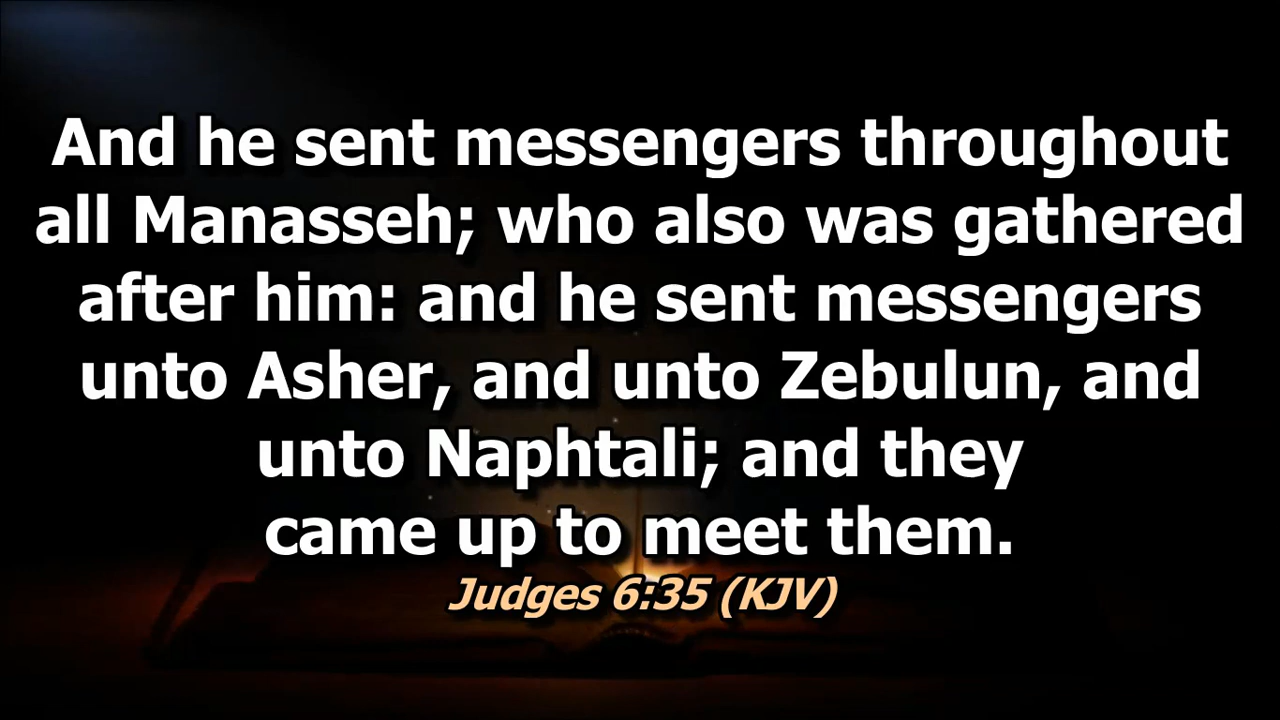 And he sent messengers throughout
all Manasseh; who also was gathered
after him: and he sent messengers
unto Asher, and unto Zebulun, and
unto Naphtali; and they
came up to meet them.
Judges 6:35 (KJV)